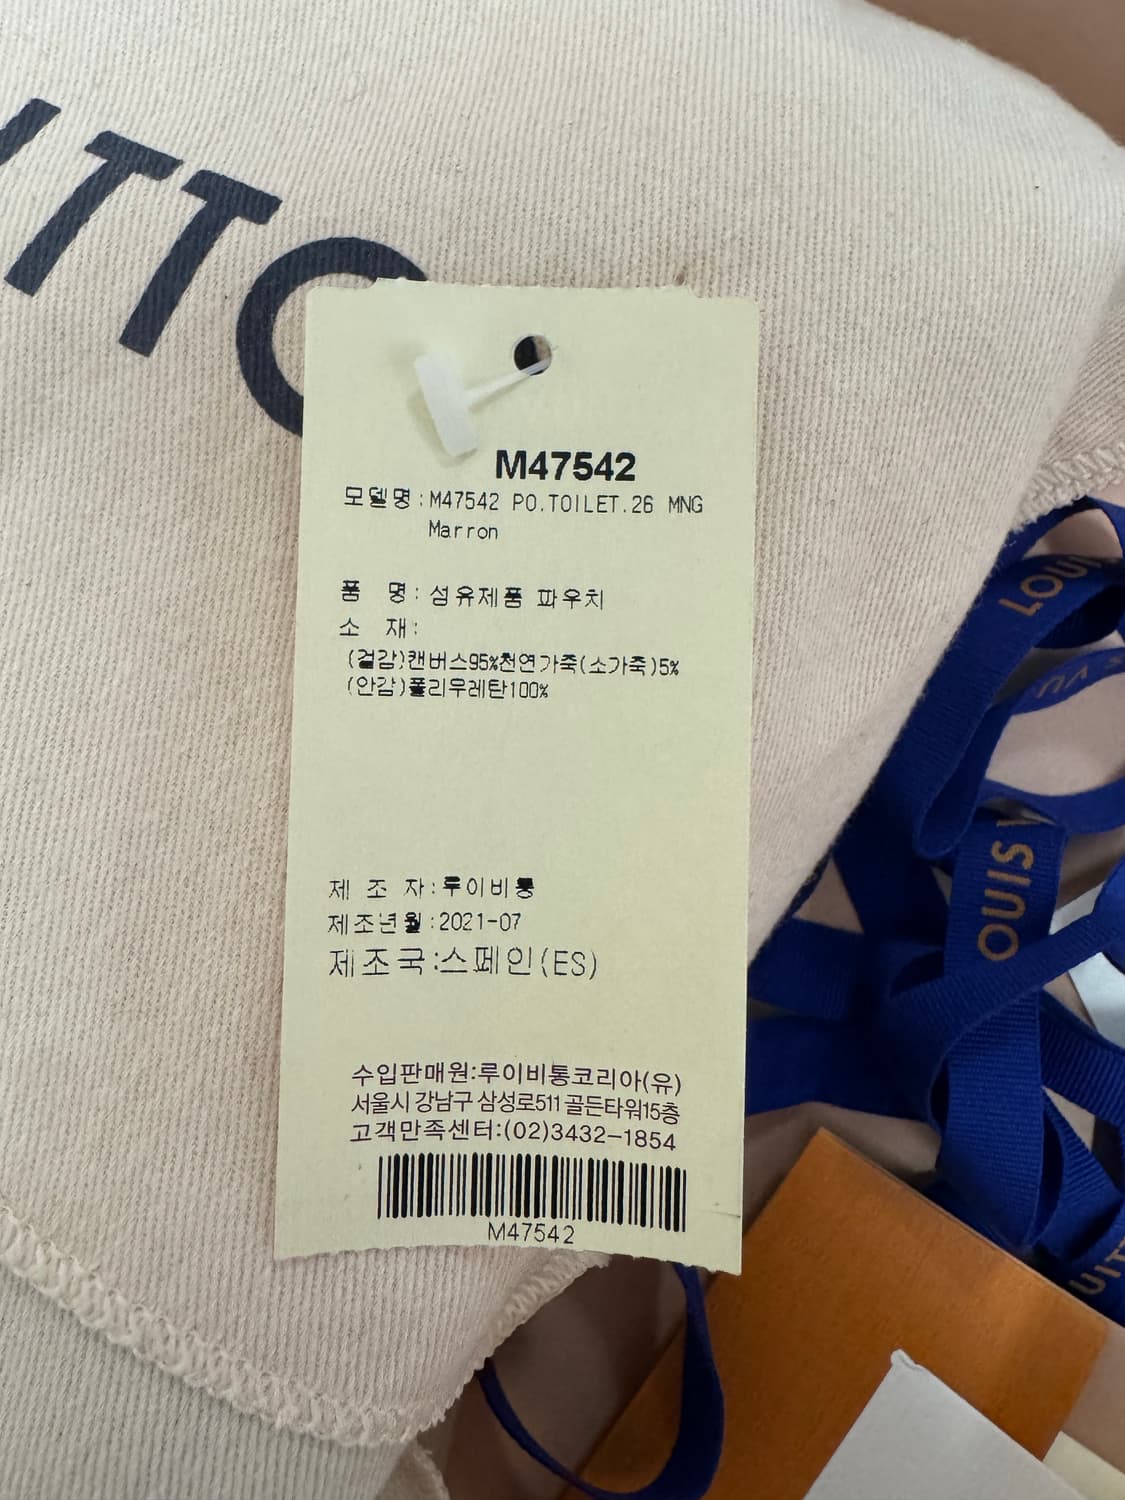 VITTO
M47542
모델명:M47542 PO.TOILET.26 MNG
Marron
품 명:섬유제품 파우치
소 재:
(겉감)캔버스95%천연가죽(소가죽)5%
(안감)폴리우레탄100%
제 조 자:루이비통
제조년월:2021-07
제조국:스페인(ES)
수입판매원:루이비통코리아(유)
서울시 강남구 삼성로511 골든타워15층
고객만족센터:(02)3432-1854
M47542
LOUIS
VU
LOUIS V
UIT